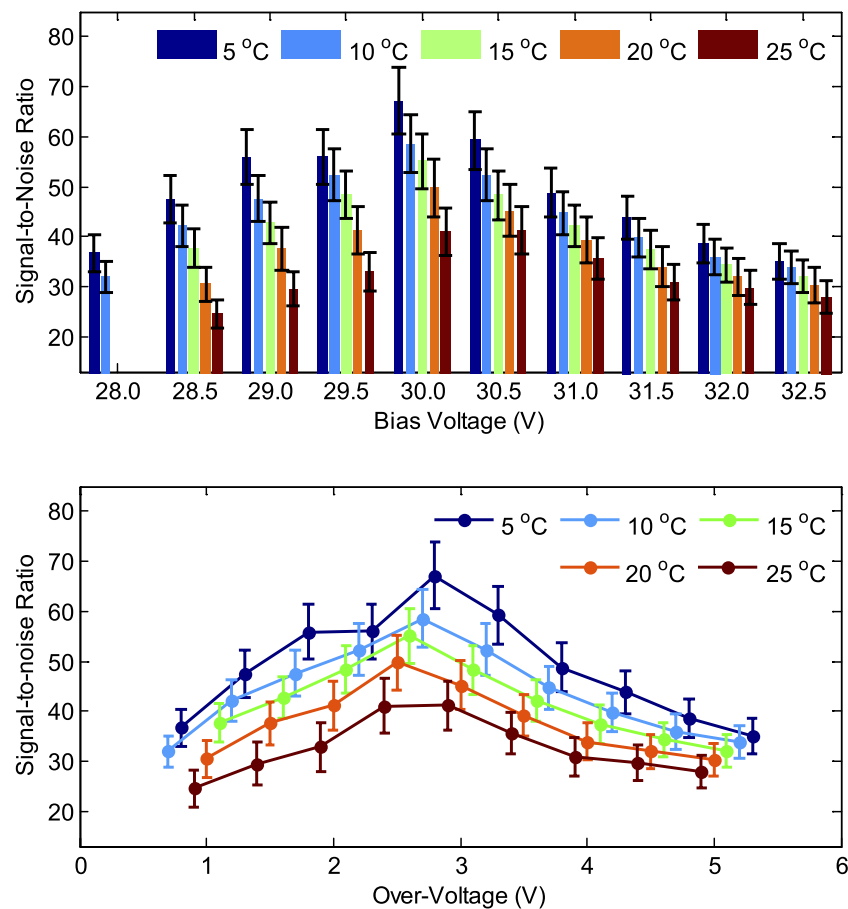 80
70
60
50
40
30
20
Signal-to-Noise Ratio
5 °C 10 °C 15 °C 20 °C 25 °C
28.0 28.5 29.0 29.5 30.0 30.5 31.0 31.5 32.0 32.5
Bias Voltage (V)
80
70
60
50
40
30
20
Signal-to-noise Ratio
5 °C 10 °C 15 °C
20 °C 25 °C
0 1 2 3 4 5 6
Over-Voltage (V)